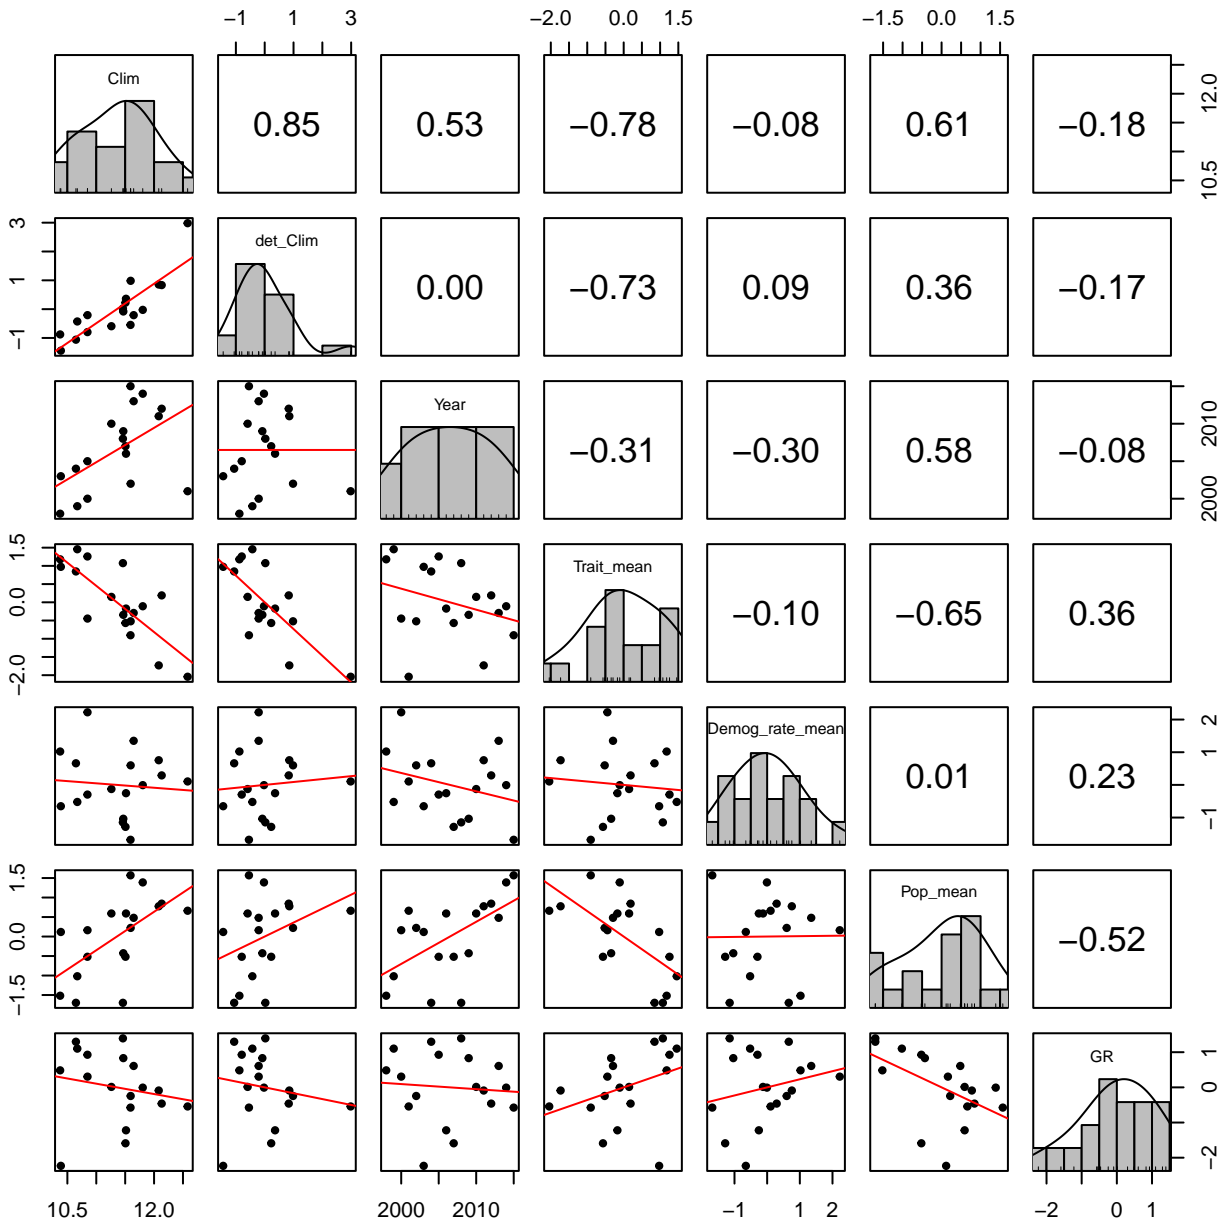 −1 1 3 −2.0 0.0 1.5 −1.5 0.0 1.5
Clim 0.85 0.53 −0.78 −0.08 0.61 −0.18 10.5 12.0
−1 1 3 det_Clim 0.00 −0.73 0.09 0.36 −0.17
Year −0.31 −0.30 0.58 −0.08 2000 2010
−2.0 0.0 1.5 Trait_mean −0.10 −0.65 0.36
Demog_rate_mean 0.01 0.23 −1 1 2
−1.5 0.0 1.5 Pop_mean −0.52
GR −2 0 1
10.5 12.0 2000 2010 −1 1 2 −2 0 1